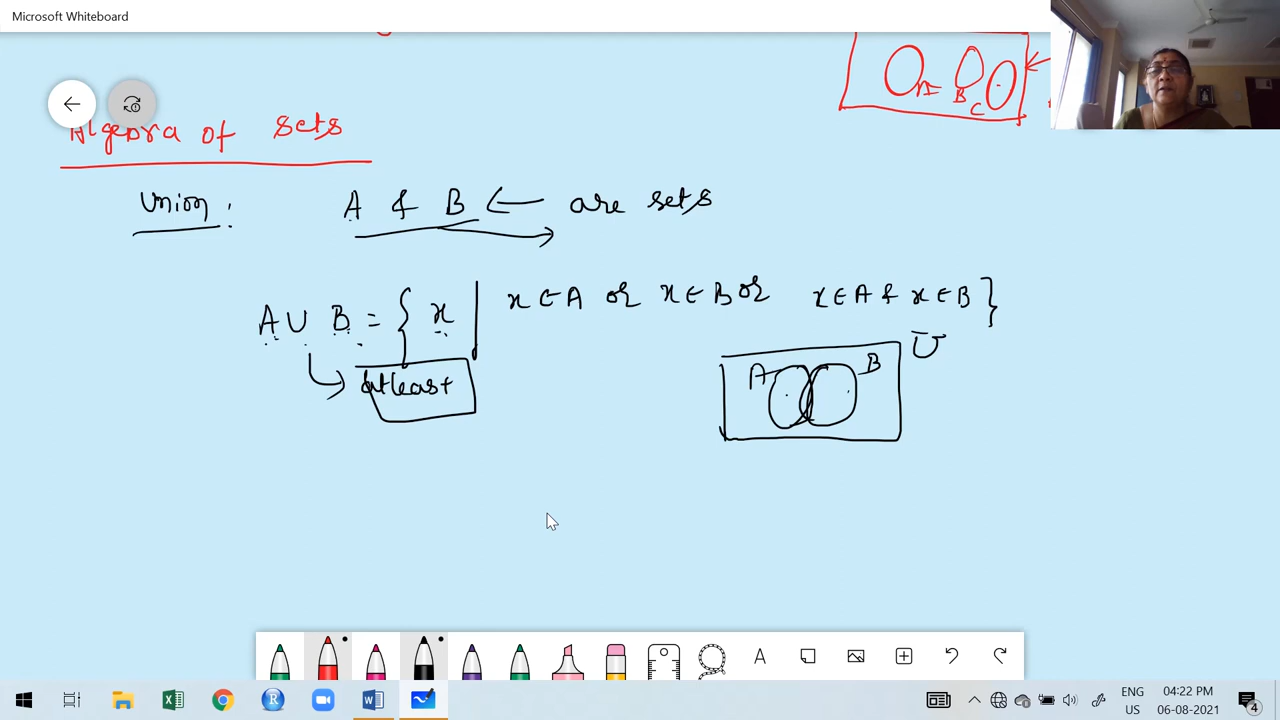 Microsoft Whiteboard
A B C
Algebra of sets
Union: A & B ← are sets
A ∪ B = { x | x ∈ A or x ∈ B or x ∈ A & x ∈ B }
U
atleast
A B
A
ENG 04:22 PM
US 06-08-2021 4